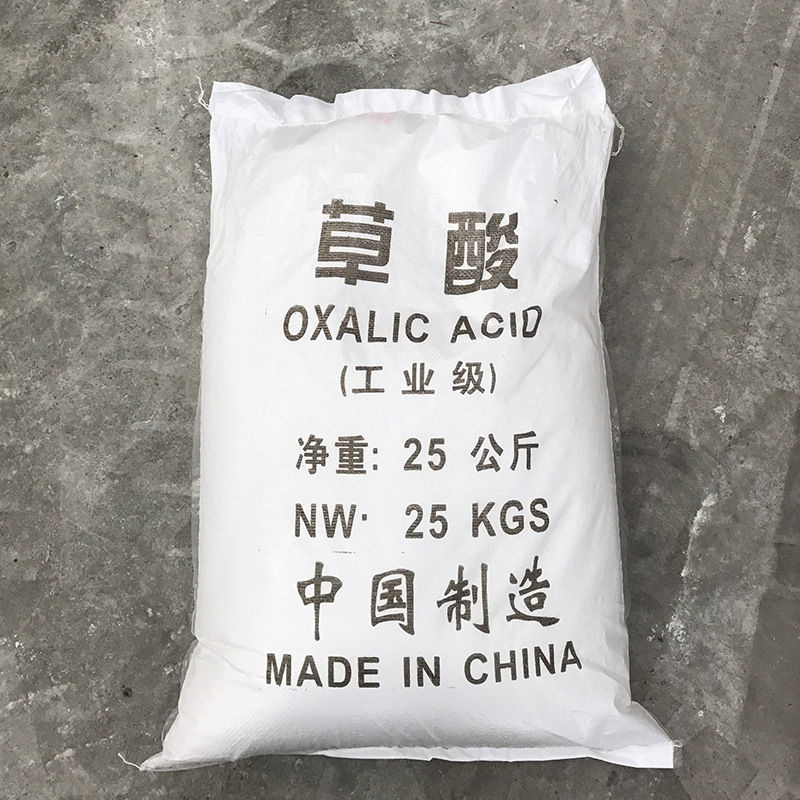 草酸
OXALIC ACID
(工业级)
净重: 25 公斤
NW· 25 KGS
中国制造
MADE IN CHINA